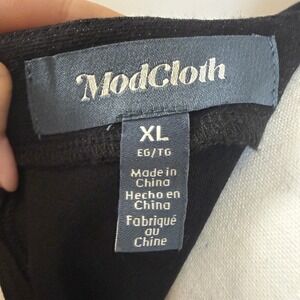 ModCloth
XL
EG/TG
Made in
China
Hecho en
China
Fabriqué
au
Chine